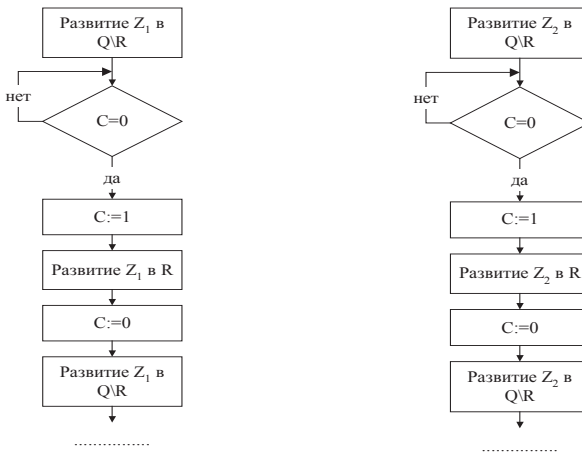 Развитие Z₁ в
Q\R
нет
C=0
да
C:=1
Развитие Z₁ в R
C:=0
Развитие Z₁ в
Q\R
................
Развитие Z₂ в
Q\R
нет
C=0
да
C:=1
Развитие Z₂ в R
C:=0
Развитие Z₂ в
Q\R
................